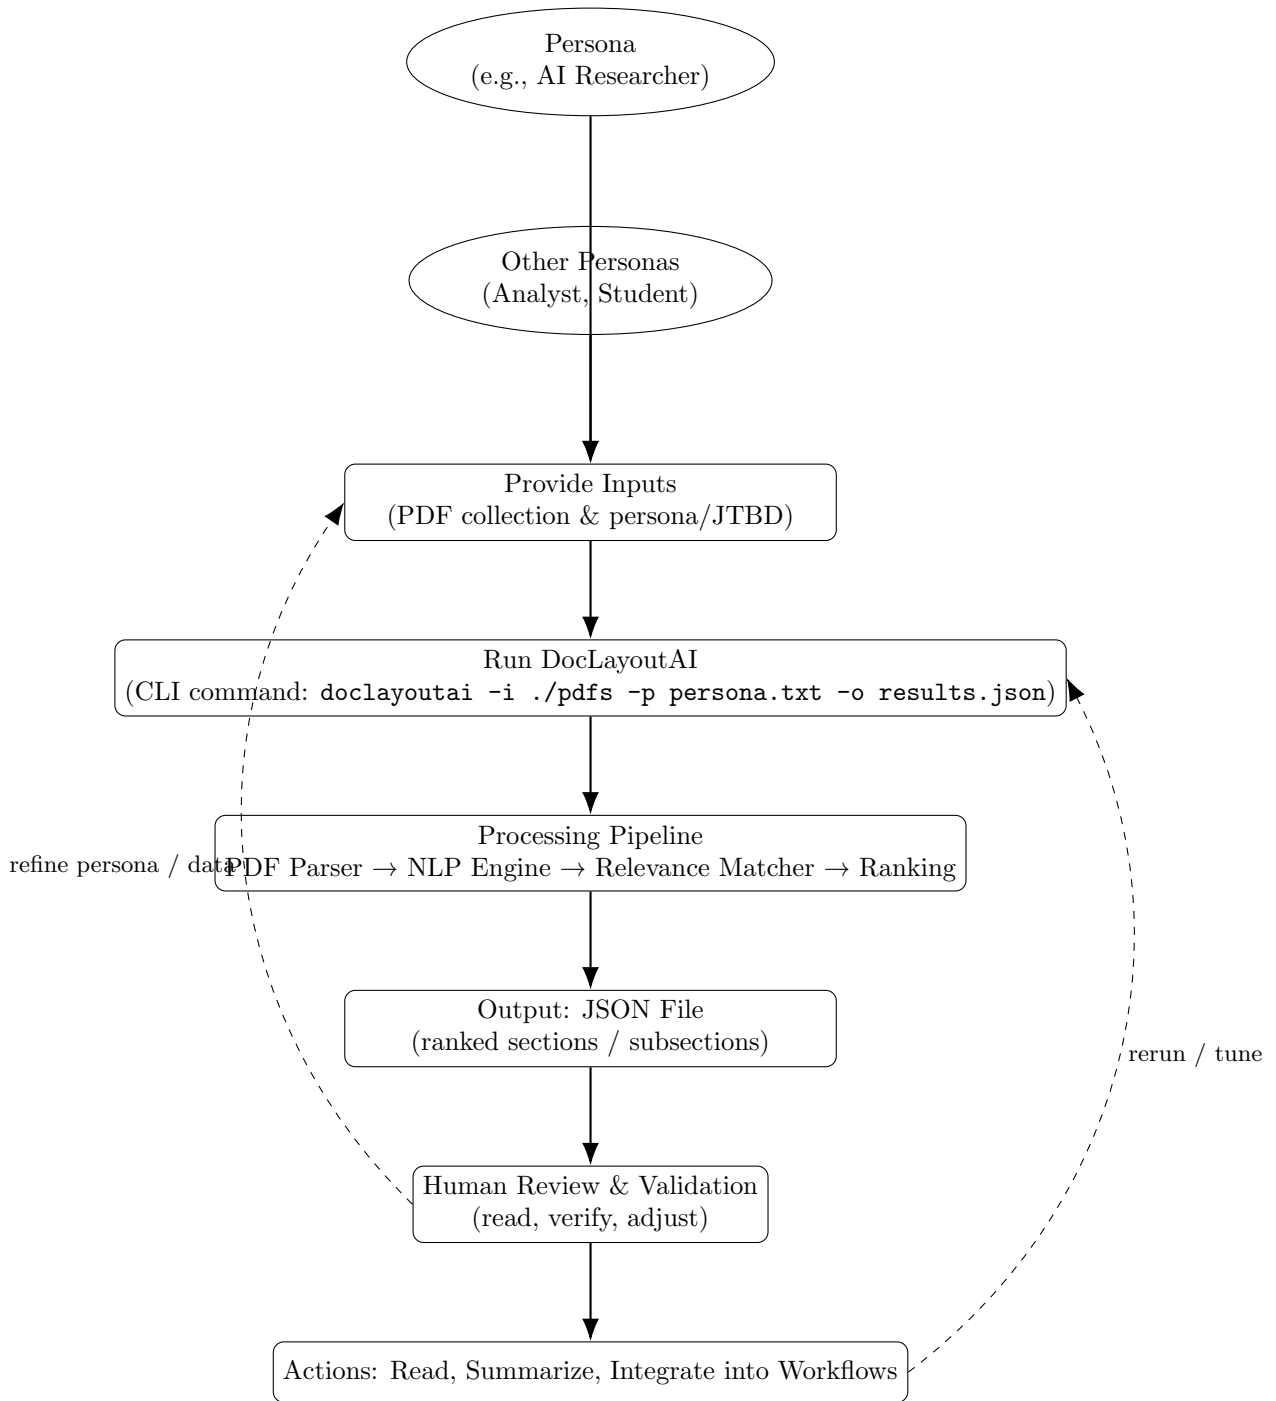 Persona
(e.g., AI Researcher)
Other Personas
(Analyst, Student)
Provide Inputs
(PDF collection & persona/JTBD)
Run DocLayoutAI
(CLI command: doclayoutai -i ./pdfs -p persona.txt -o results.json)
Processing Pipeline
refine persona / data
PDF Parser → NLP Engine → Relevance Matcher → Ranking
Output: JSON File
(ranked sections / subsections)
rerun / tune
Human Review & Validation
(read, verify, adjust)
Actions: Read, Summarize, Integrate into Workflows